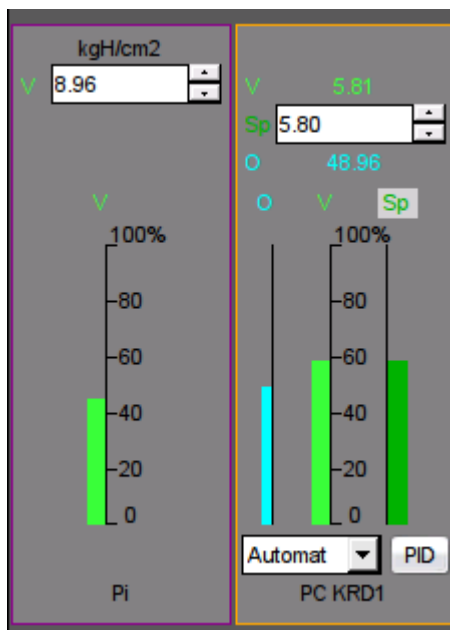 kgH/cm2
V 8.96
V
100%
80
60
40
20
0
Pi
V 5.81
Sp 5.80
O 48.96
O V Sp
100%
80
60
40
20
0
Automat PID
PC KRD1